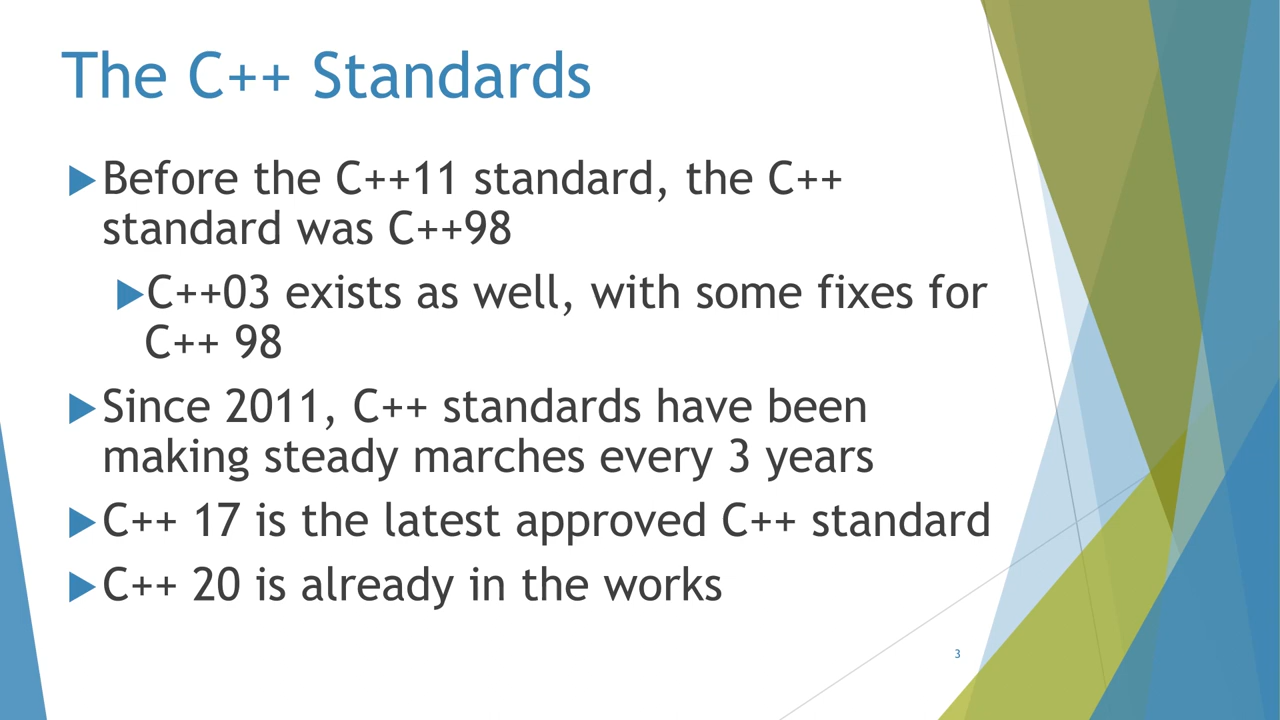 The C++ Standards
Before the C++11 standard, the C++
standard was C++98
C++03 exists as well, with some fixes for
C++ 98
Since 2011, C++ standards have been
making steady marches every 3 years
C++ 17 is the latest approved C++ standard
C++ 20 is already in the works
3